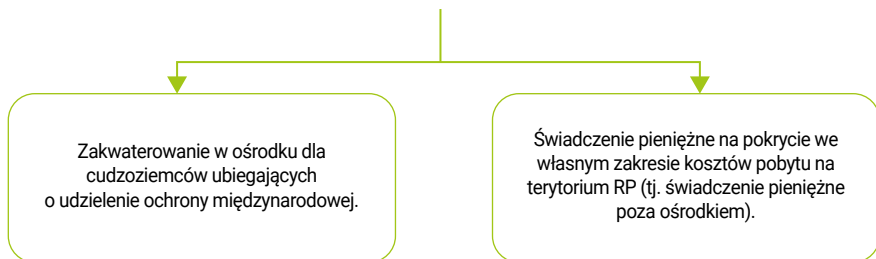 Zakwaterowanie w ośrodku dla
cudzoziemców ubiegających
o udzielenie ochrony międzynarodowej.
Świadczenie pieniężne na pokrycie we
własnym zakresie kosztów pobytu na
terytorium RP (tj. świadczenie pieniężne
poza ośrodkiem).